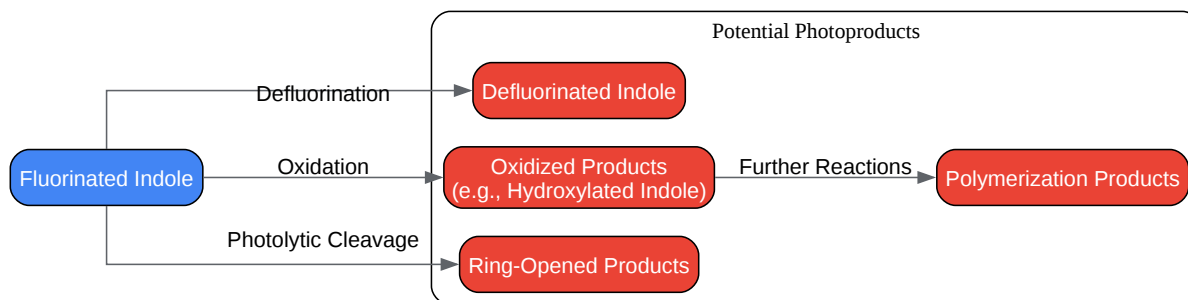 Potential Photoproducts
Defluorination
Defluorinated Indole
Fluorinated Indole
Oxidation
Oxidized Products
(e.g., Hydroxylated Indole)
Further Reactions
Polymerization Products
Photolytic Cleavage
Ring-Opened Products